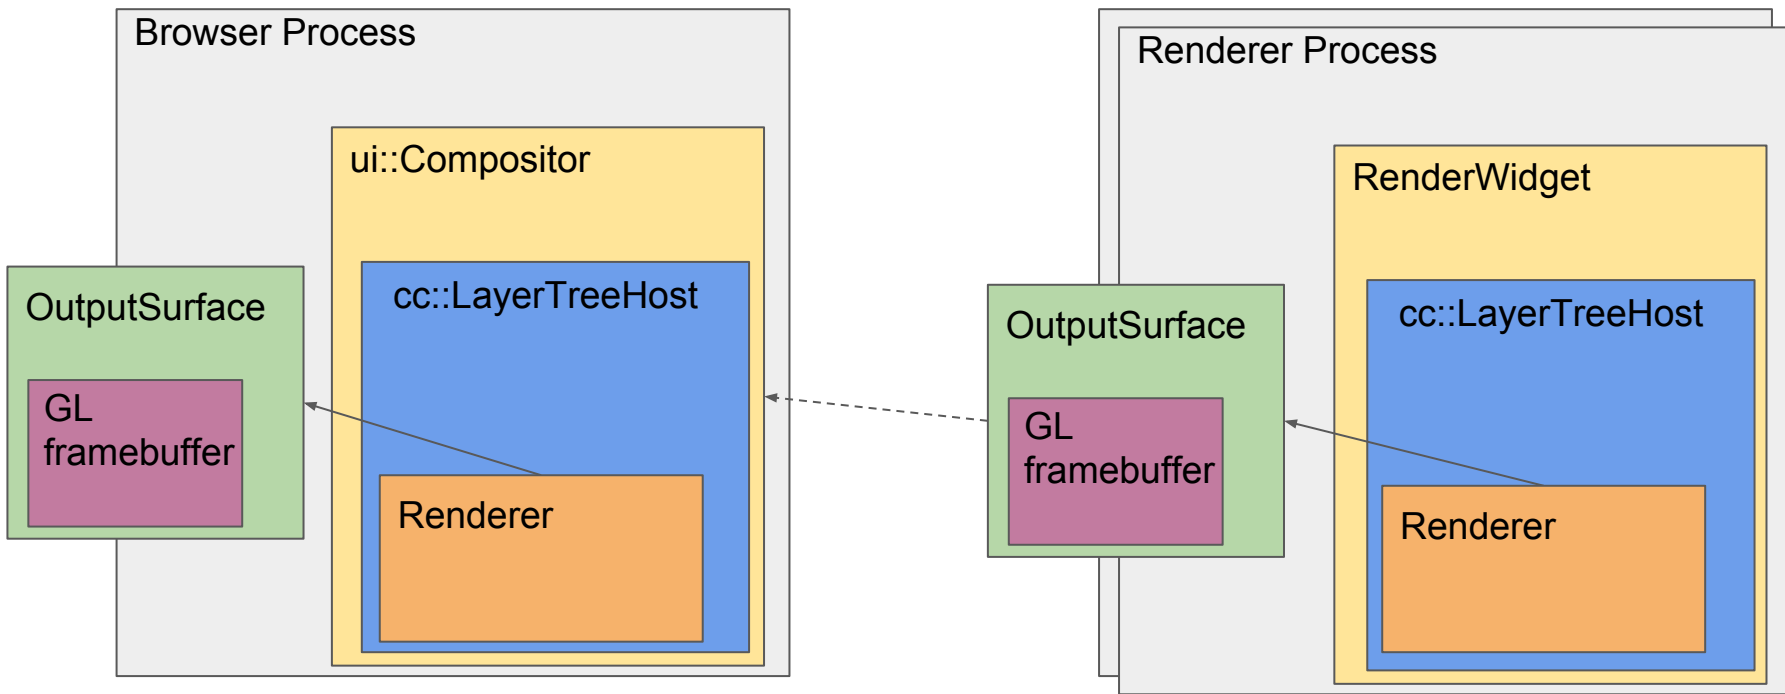 Browser Process
ui::Compositor
cc::LayerTreeHost
OutputSurface
GL
framebuffer
Renderer
Renderer Process
RenderWidget
cc::LayerTreeHost
OutputSurface
GL
framebuffer
Renderer